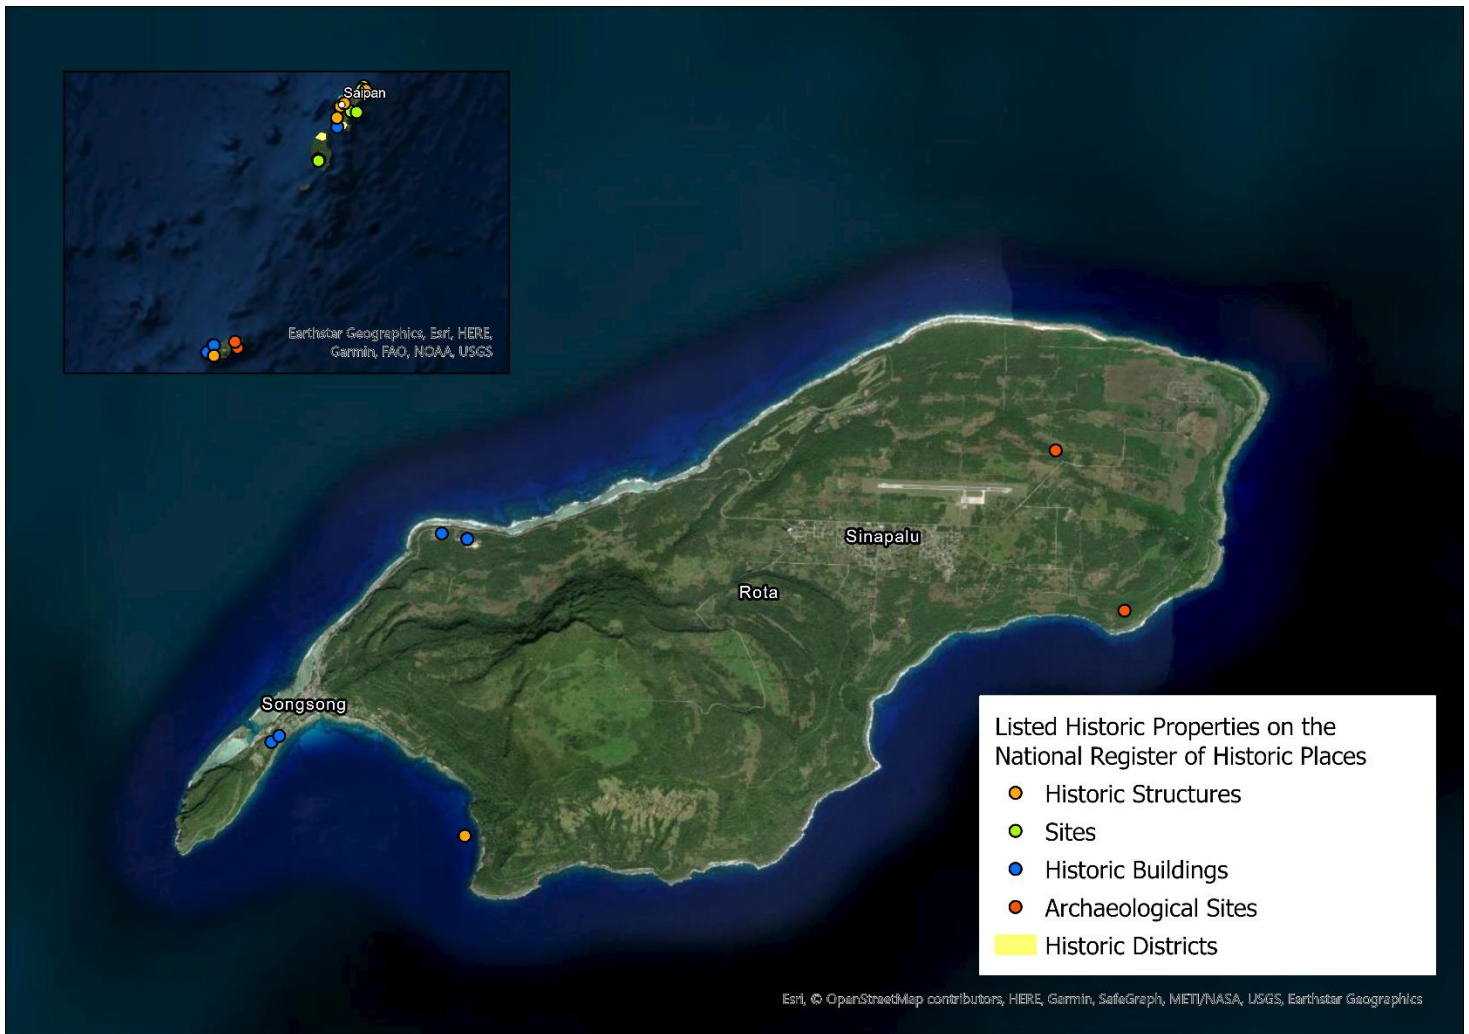 Saipan
Earthstar Geographics, Esri, HERE,
Garmin, FAO, NOAA, USGS
Sinapalu
Rota
Songsong
Listed Historic Properties on the
National Register of Historic Places
Historic Structures
Sites
Historic Buildings
Archaeological Sites
Historic Districts
Esri, © OpenStreetMap contributors, HERE, Garmin, SafeGraph, METI/NASA, USGS, Earthstar Geographics